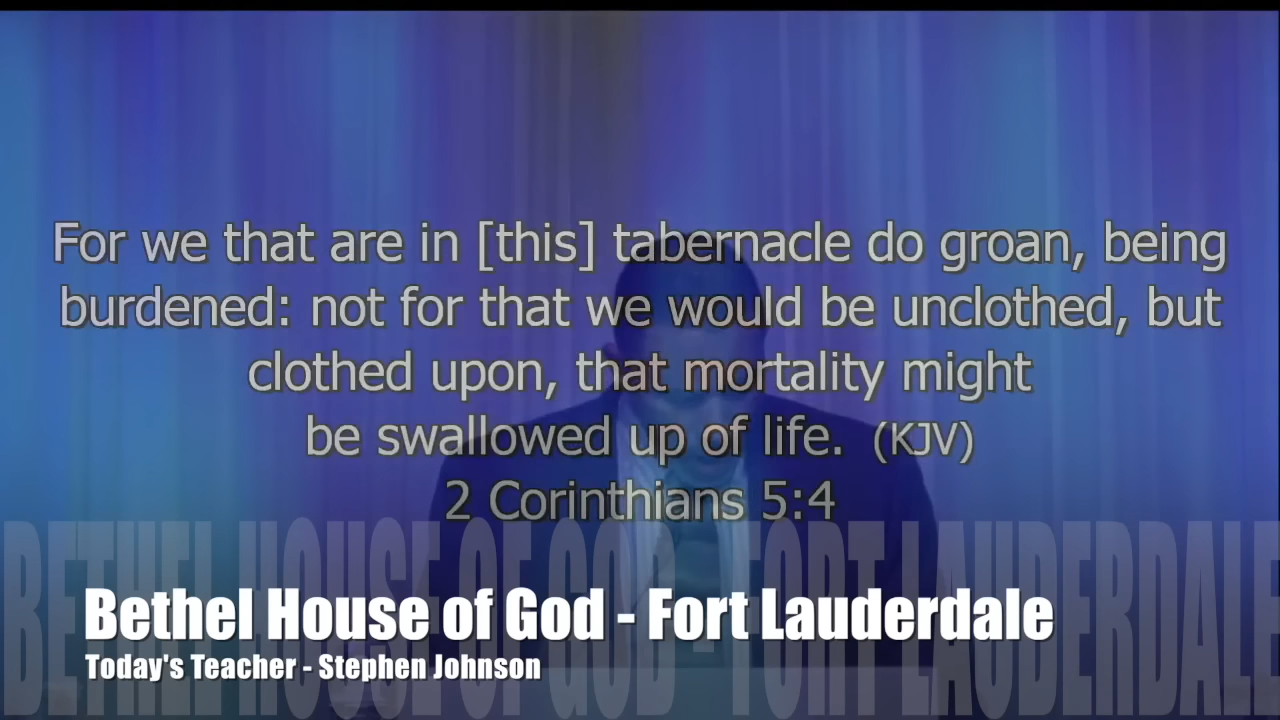 For we that are in [this] tabernacle do groan, being
burdened: not for that we would be unclothed, but
clothed upon, that mortality might
be swallowed up of life. (KJV)
2 Corinthians 5:4
BETHEL HOUSE OF GOD - FORT LAUDERDALE
Bethel House of God - Fort Lauderdale
Today's Teacher - Stephen Johnson